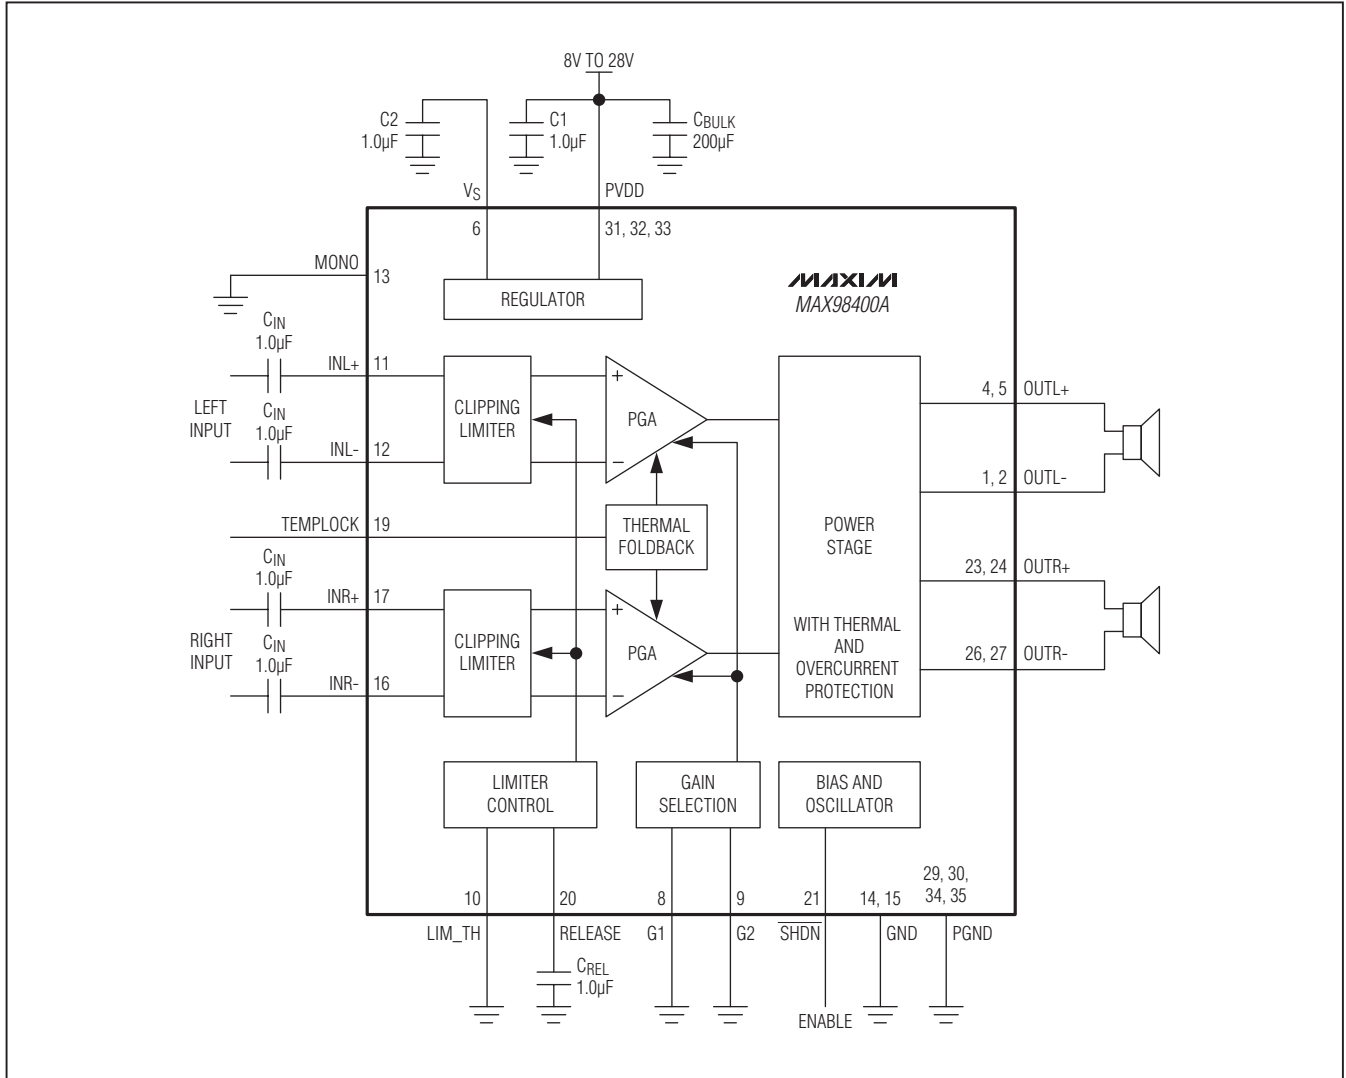 8V TO 28V
C2
1.0µF
C1
1.0µF
CBULK
200µF
VS
PVDD
6
31, 32, 33
MONO
13
REGULATOR
MAXIM
MAX98400A
CIN
1.0µF
INL+
11
LEFT
INPUT
CIN
1.0µF
INL-
12
CLIPPING
LIMITER
+
PGA
−
4, 5
OUTL+
1, 2
OUTL-
TEMPLOCK
19
THERMAL
FOLDBACK
POWER
STAGE
WITH THERMAL
AND
OVERCURRENT
PROTECTION
CIN
1.0µF
INR+
17
RIGHT
INPUT
CIN
1.0µF
INR-
16
CLIPPING
LIMITER
+
PGA
−
23, 24
OUTR+
26, 27
OUTR-
LIMITER
CONTROL
GAIN
SELECTION
BIAS AND
OSCILLATOR
10
20
8
9
21
14, 15
29, 30,
34, 35
LIM_TH
RELEASE
G1
G2
SHDN
GND
PGND
CREL
1.0µF
ENABLE